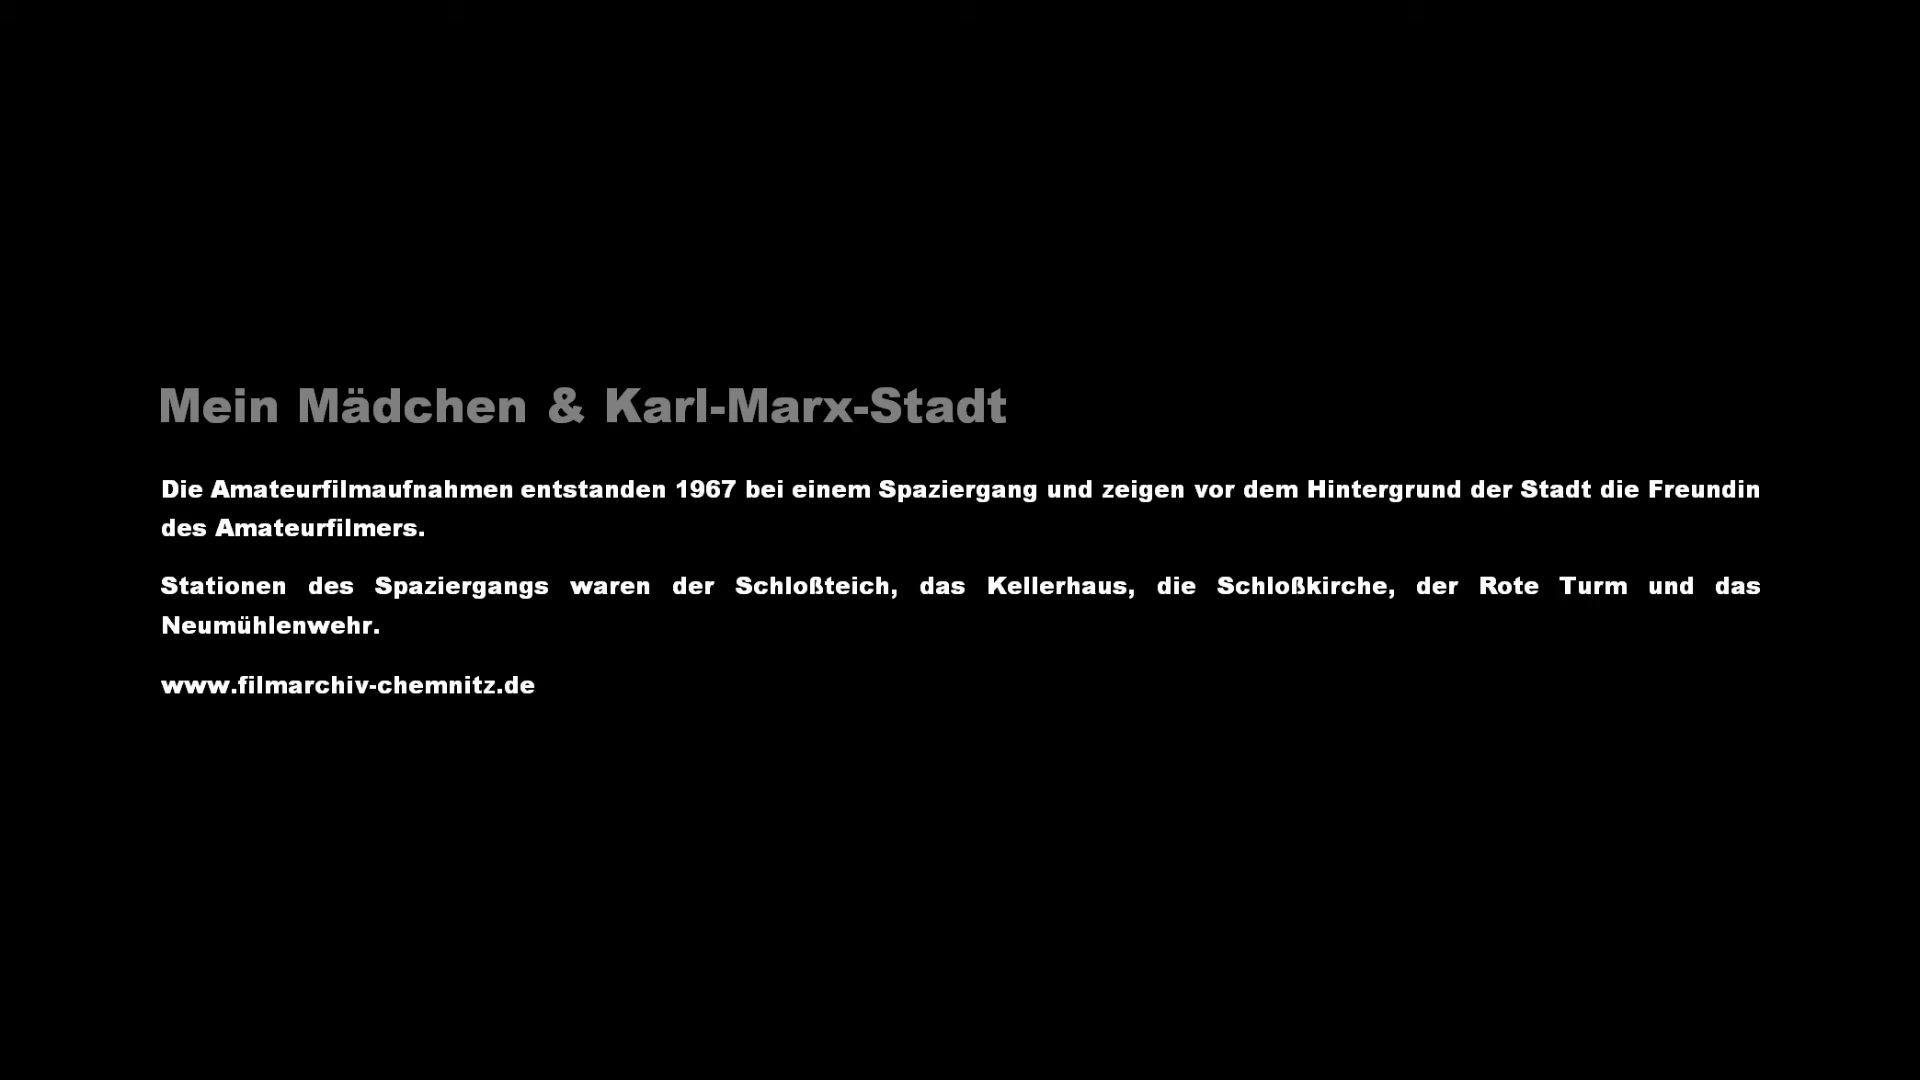 Mein Mädchen & Karl-Marx-Stadt
Die Amateurfilmaufnahmen entstanden 1967 bei einem Spaziergang und zeigen vor dem Hintergrund der Stadt die Freundin
des Amateurfilmers.
Stationen des Spaziergangs waren der Schloßteich, das Kellerhaus, die Schloßkirche, der Rote Turm und das
Neumühlenwehr.
www.filmarchiv-chemnitz.de